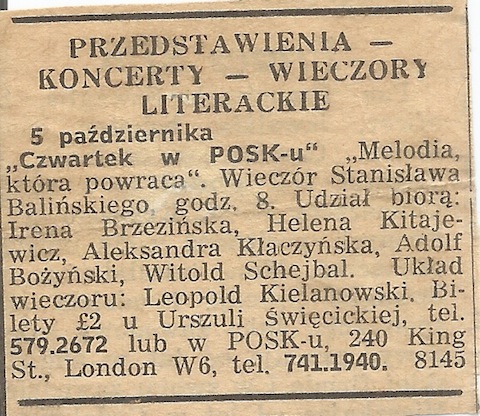 PRZEDSTAWIENIA —
KONCERTY — WIECZORY
LITERACKIE
5 października
„Czwartek w POSK-u" „Melodia,
która powraca". Wieczór Stanisława
Balińskiego, godz. 8. Udział biorą:
Irena Brzezińska, Helena Kitaje-
wicz, Aleksandra Kłaczyńska, Adolf
Bożyński, Witold Schejbal. Układ
wieczoru: Leopold Kielanowski. Bi-
lety £2 u Urszuli Święcickiej, tel.
579.2672 lub w POSK-u, 240 King
St., London W6, tel. 741.1940. 8145